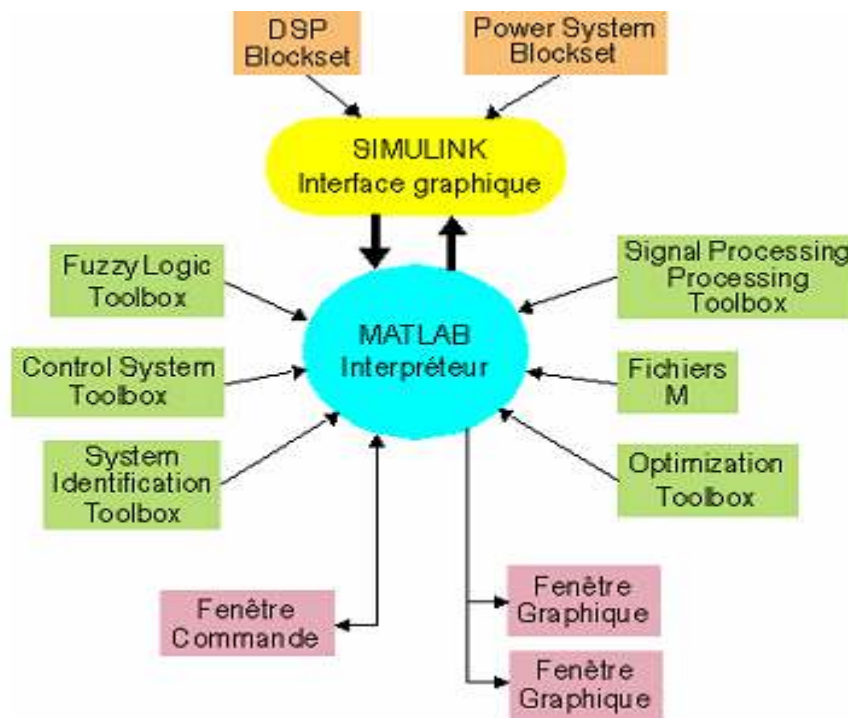 DSP
Blockset
Power System
Blockset
SIMULINK
Interface graphique
Fuzzy Logic
Toolbox
Signal Processing
Processing
Toolbox
MATLAB
Interpréteur
Control System
Toolbox
Fichiers
M
System
Identification
Toolbox
Optimization
Toolbox
Fenêtre
Commande
Fenêtre
Graphique
Fenêtre
Graphique